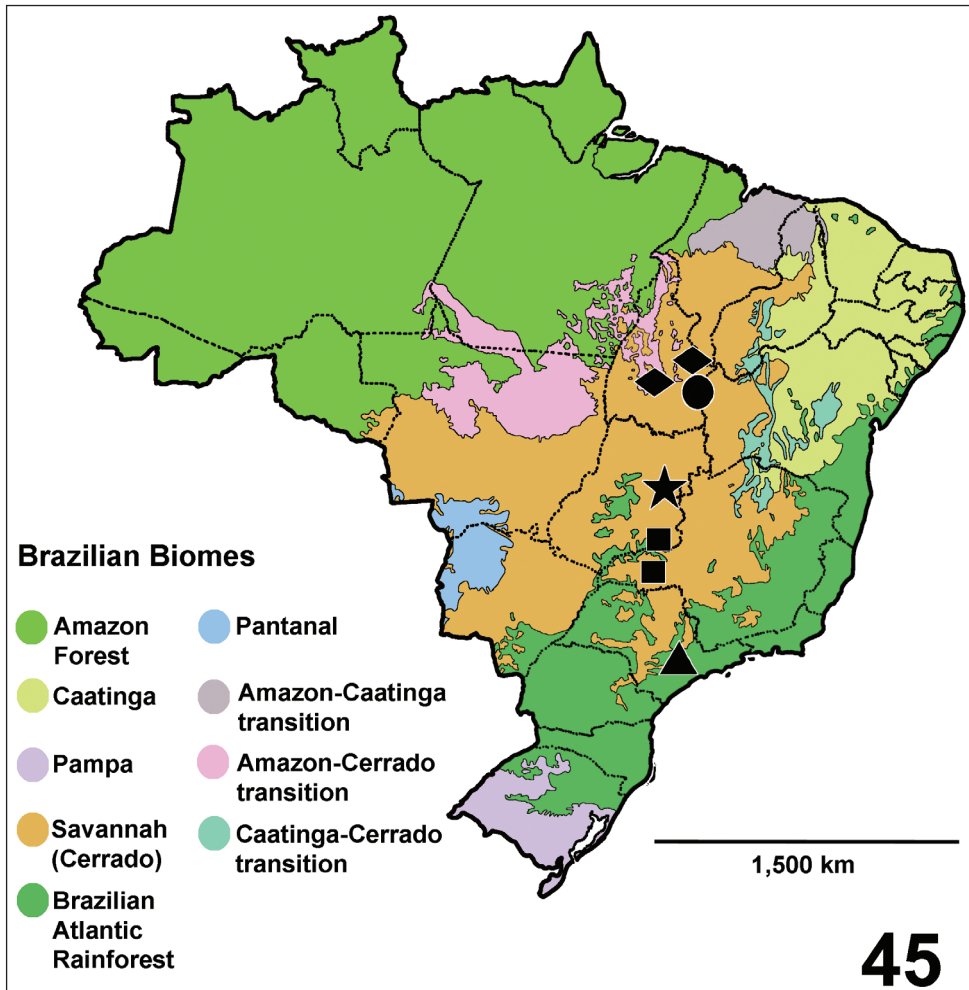 Brazilian Biomes
Amazon
Forest
Caatinga
Pampa
Savannah
(Cerrado)
Brazilian
Atlantic
Rainforest
Pantanal
Amazon-Caatinga
transition
Amazon-Cerrado
transition
Caatinga-Cerrado
transition
1,500 km
45